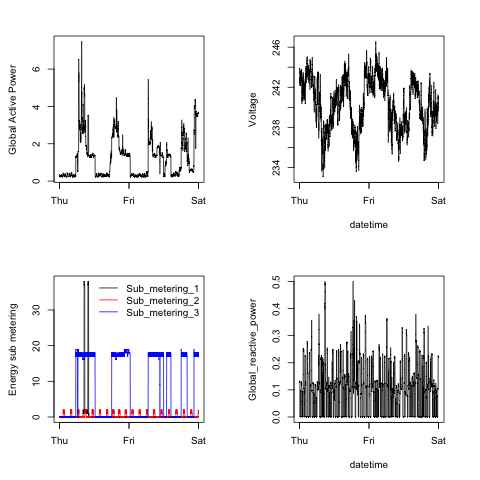 Global Active Power
6
4
2
0
Thu Fri Sat
Voltage
246
242
238
234
Thu Fri Sat
datetime
Energy sub metering
30
20
10
0
Sub_metering_1
Sub_metering_2
Sub_metering_3
Thu Fri Sat
Global_reactive_power
0.5
0.4
0.3
0.2
0.1
0.0
Thu Fri Sat
datetime